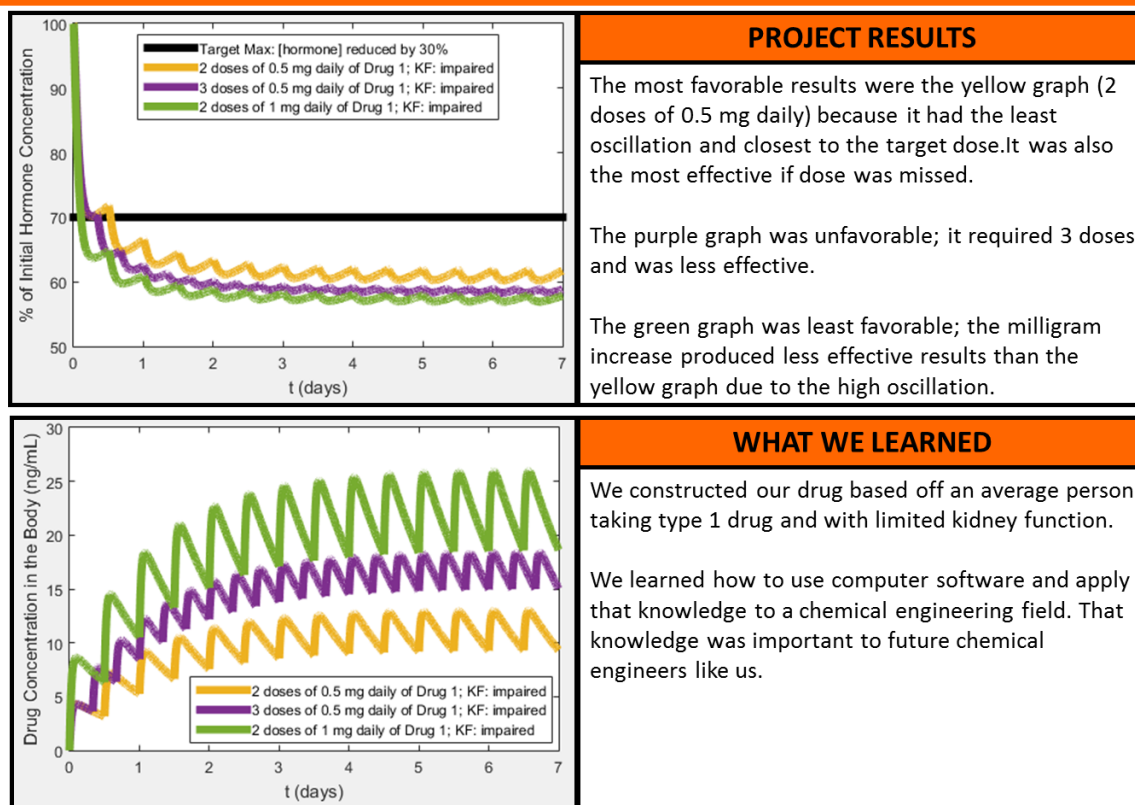 100
90
80
70
60
50
% of Initial Hormone Concentration
Target Max: [hormone] reduced by 30%
2 doses of 0.5 mg daily of Drug 1; KF: impaired
3 doses of 0.5 mg daily of Drug 1; KF: impaired
2 doses of 1 mg daily of Drug 1; KF: impaired
0 1 2 3 4 5 6 7
t (days)
PROJECT RESULTS
The most favorable results were the yellow graph (2
doses of 0.5 mg daily) because it had the least
oscillation and closest to the target dose.It was also
the most effective if dose was missed.
The purple graph was unfavorable; it required 3 doses
and was less effective.
The green graph was least favorable; the milligram
increase produced less effective results than the
yellow graph due to the high oscillation.
30
25
20
15
10
5
0
Drug Concentration in the Body (ng/mL)
2 doses of 0.5 mg daily of Drug 1; KF: impaired
3 doses of 0.5 mg daily of Drug 1; KF: impaired
2 doses of 1 mg daily of Drug 1; KF: impaired
0 1 2 3 4 5 6 7
t (days)
WHAT WE LEARNED
We constructed our drug based off an average person
taking type 1 drug and with limited kidney function.
We learned how to use computer software and apply
that knowledge to a chemical engineering field. That
knowledge was important to future chemical
engineers like us.